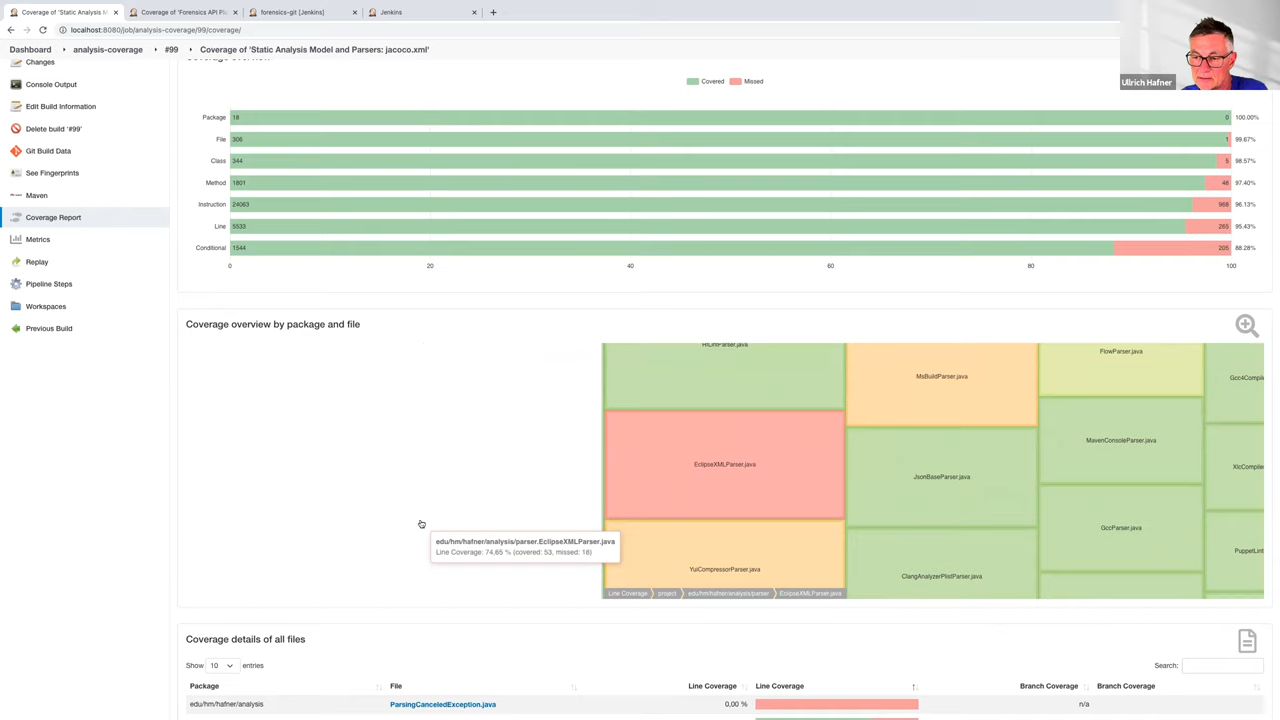 Coverage of 'Static Analysis M
Coverage of 'Forensics API Pl
forensics-git [Jenkins]
Jenkins
localhost:8080/job/analysis-coverage/99/coverage/
Dashboard
analysis-coverage
#99
Coverage of 'Static Analysis Model and Parsers: jacoco.xml'
Ullrich Hafner
Changes
Console Output
Edit Build Information
Delete build '#99'
Git Build Data
See Fingerprints
Maven
Coverage Report
Metrics
Replay
Pipeline Steps
Workspaces
Previous Build
Coverage overview
Covered Missed
Package 18 0 100.00%
File 306 1 99.67%
Class 344 5 98.57%
Method 1801 48 97.40%
Instruction 24063 968 96.13%
Line 5533 265 95.43%
Conditional 1544 205 88.28%
0 20 40 60 80 100
Coverage overview by package and file
FlowParser.java
MsBuildParser.java
Gcc4Compil
MavenConsoleParser.java
EclipseXMLParser.java
XlcCompiler
JsonBaseParser.java
GccParser.java
PuppetLint
YuiCompressorParser.java
ClangAnalyzerPlistParser.java
edu/hm/hafner/analysis/parser.EclipseXMLParser.java
Line Coverage: 74,65 % (covered: 53, missed: 18)
Line Coverage project edu/hm/hafner/analysis/parser EclipseXMLParser.java
Coverage details of all files
Show 10 entries
Search:
Package File Line Coverage Line Coverage Branch Coverage Branch Coverage
edu/hm/hafner/analysis ParsingCanceledException.java 0,00 % n/a